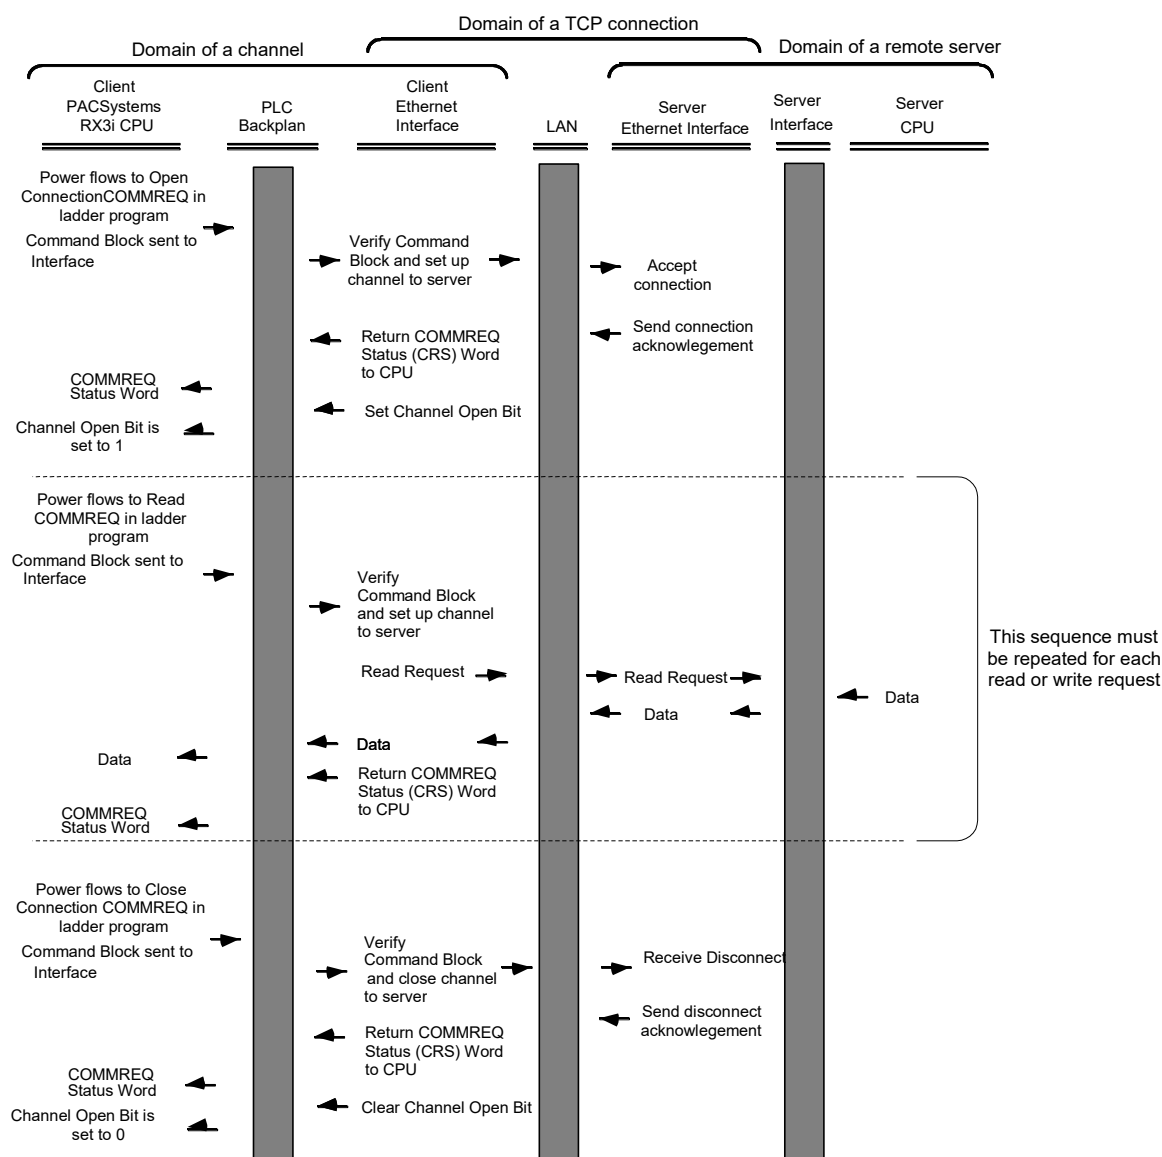 Domain of a TCP connection
Domain of a channel
Domain of a remote server
Client
PACSystems
RX3i CPU
PLC
Backplan
Client
Ethernet
Interface
LAN
Server
Ethernet Interface
Server
Interface
Server
CPU
Power flows to Open
ConnectionCOMMREQ in
ladder program
Command Block sent to
Interface
Verify Command
Block and set up
channel to server
Accept
connection
Send connection
acknowlegement
Return COMMREQ
Status (CRS) Word
to CPU
COMMREQ
Status Word
Set Channel Open Bit
Channel Open Bit is
set to 1
Power flows to Read
COMMREQ in ladder
program
Command Block sent to
Interface
Verify
Command Block
and set up channel
to server
Read Request
Read Request
Data
Data
Data
Data
Return COMMREQ
Status (CRS) Word
to CPU
COMMREQ
Status Word
This sequence must
be repeated for each
read or write request
Power flows to Close
Connection COMMREQ in
ladder program
Command Block sent to
Interface
Verify
Command Block
and close channel
to server
Receive Disconnect
Send disconnect
acknowlegement
Return COMMREQ
Status (CRS) Word
to CPU
COMMREQ
Status Word
Clear Channel Open Bit
Channel Open Bit is
set to 0